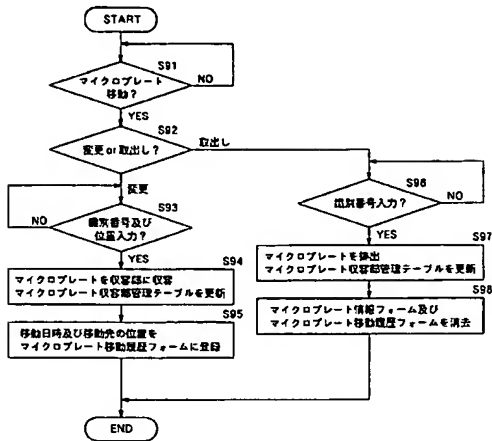 START
S91
マイクロプレート
移動?
NO
YES
S92
変更or取出し?
取出し
変更
S93
識別番号及び
位置入力?
NO
YES
S94
マイクロプレートを収容部に収容
マイクロプレート収容部管理テーブルを更新
S95
移動日時及び移動先の位置を
マイクロプレート移動履歴フォームに登録
S96
識別番号入力?
NO
YES
S97
マイクロプレートを排出
マイクロプレート収容部管理テーブルを更新
S98
マイクロプレート情報フォーム及び
マイクロプレート移動履歴フォームを消去
END